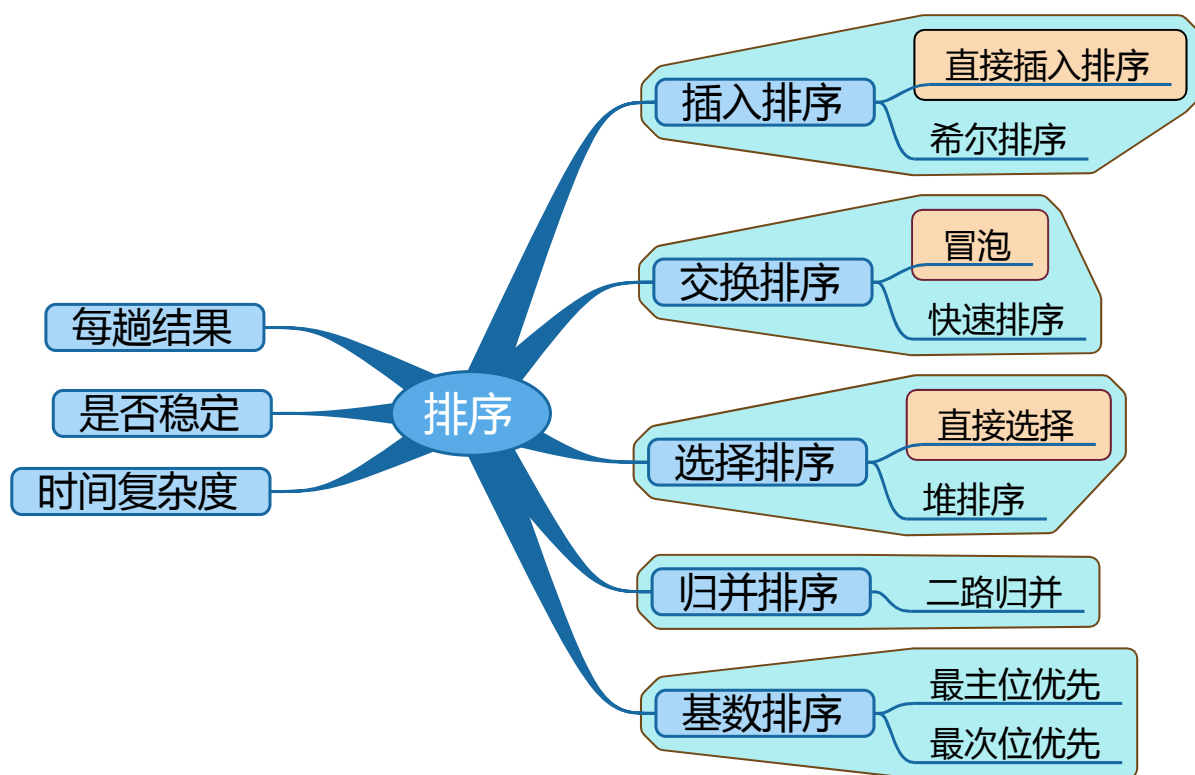 排序
每趟结果
是否稳定
时间复杂度
插入排序
直接插入排序
希尔排序
交换排序
冒泡
快速排序
选择排序
直接选择
堆排序
归并排序
二路归并
基数排序
最主位优先
最次位优先